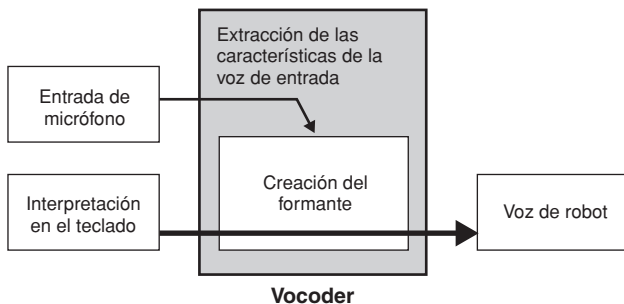 Extracción de las
características de la
voz de entrada
Entrada de
micrófono
Creación del
formante
Interpretación
en el teclado
Voz de robot
Vocoder